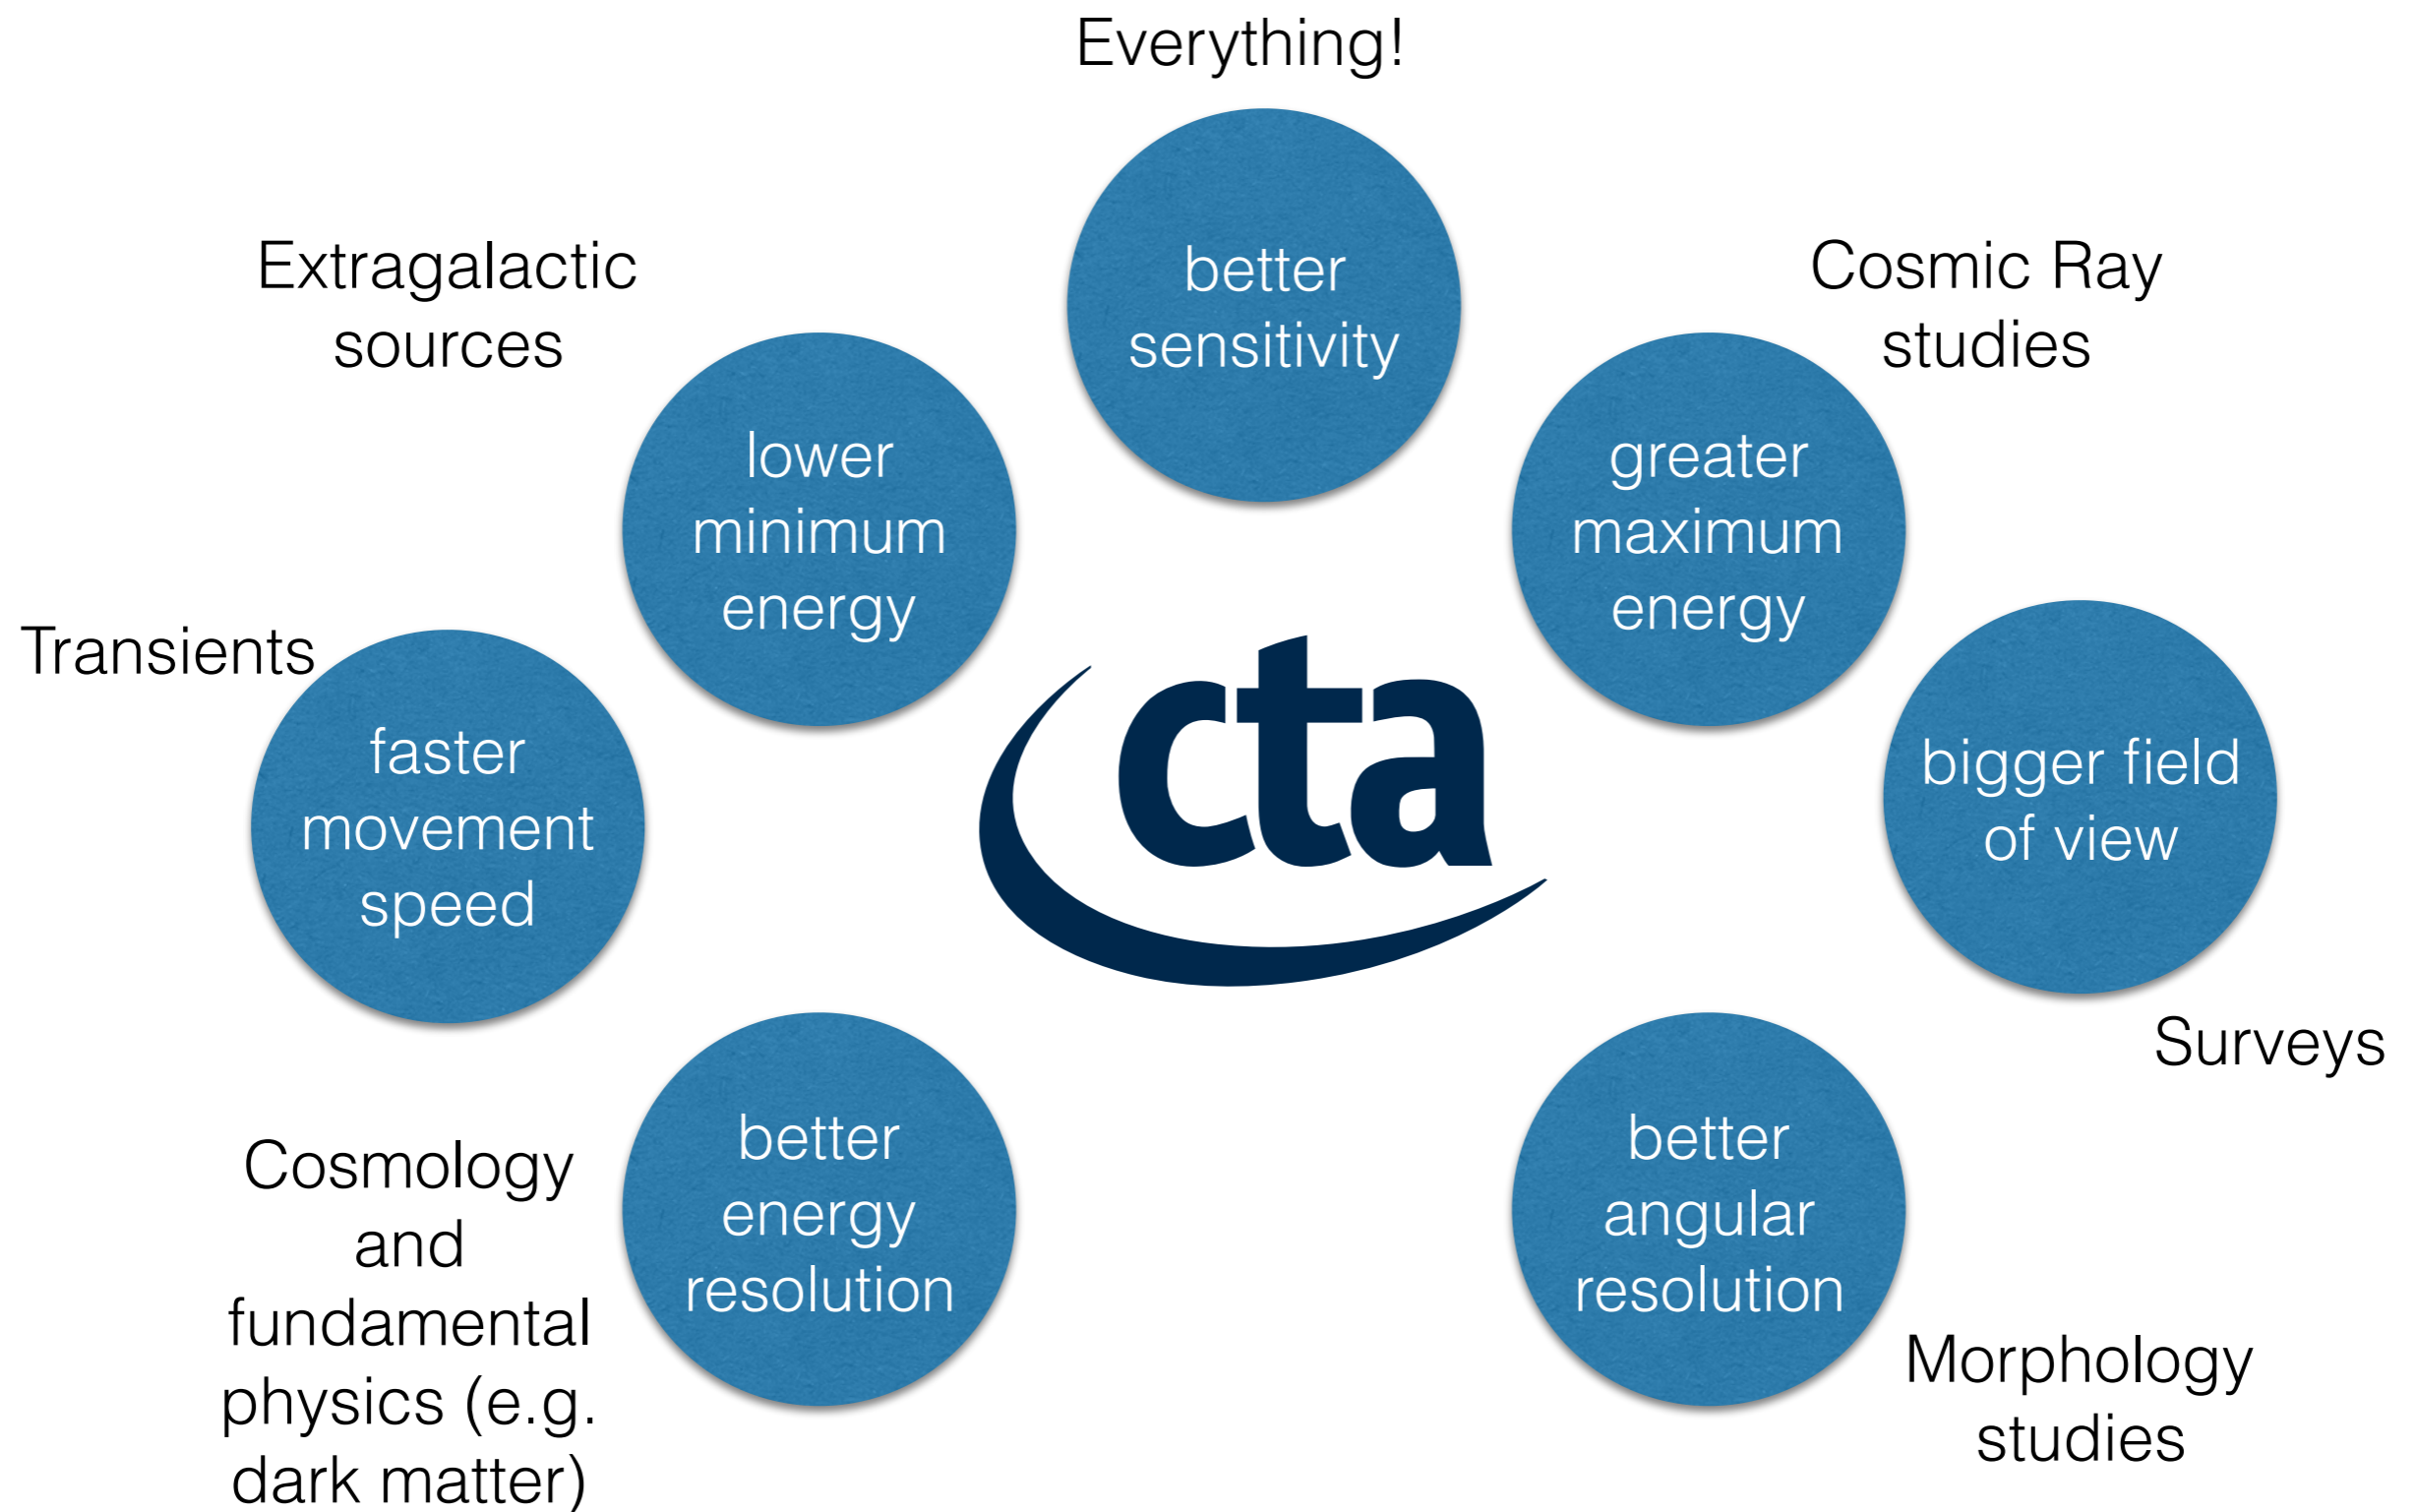 Everything!
better
sensitivity
Extragalactic
sources
lower
minimum
energy
Cosmic Ray
studies
greater
maximum
energy
Transients
faster
movement
speed
cta
bigger field
of view
Surveys
Cosmology
and
fundamental
physics (e.g.
dark matter)
better
energy
resolution
better
angular
resolution
Morphology
studies